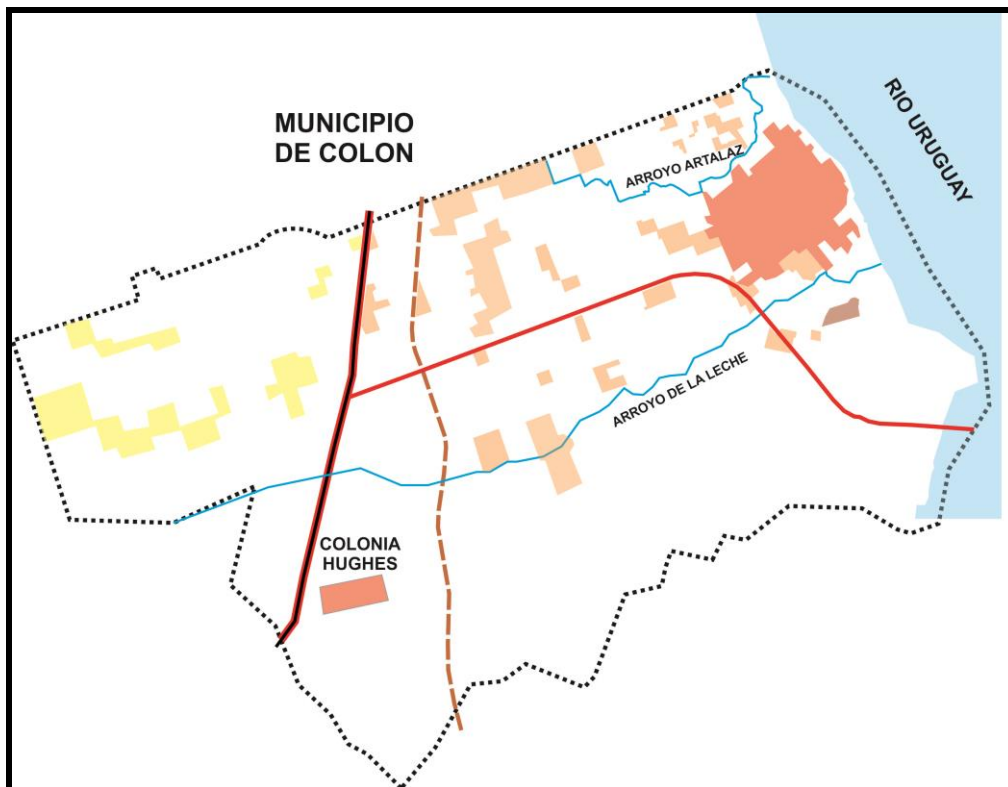 MUNICIPIO
DE COLON
RIO URUGUAY
ARROYO ARTALAZ
ARROYO DE LA LECHE
COLONIA
HUGHES